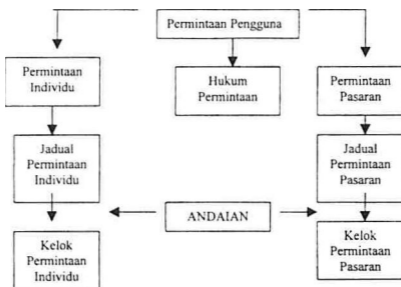 Permintaan Pengguna
Permintaan
Individu
Hukum
Permintaan
Permintaan
Pasaran
Jadual
Permintaan
Individu
Jadual
Permintaan
Pasaran
ANDAIAN
Kelok
Permintaan
Individu
Kelok
Permintaan
Pasaran